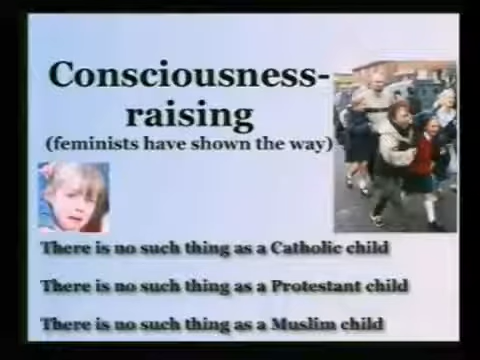 Consciousness-
raising
(feminists have shown the way)
There is no such thing as a Catholic child
There is no such thing as a Protestant child
There is no such thing as a Muslim child